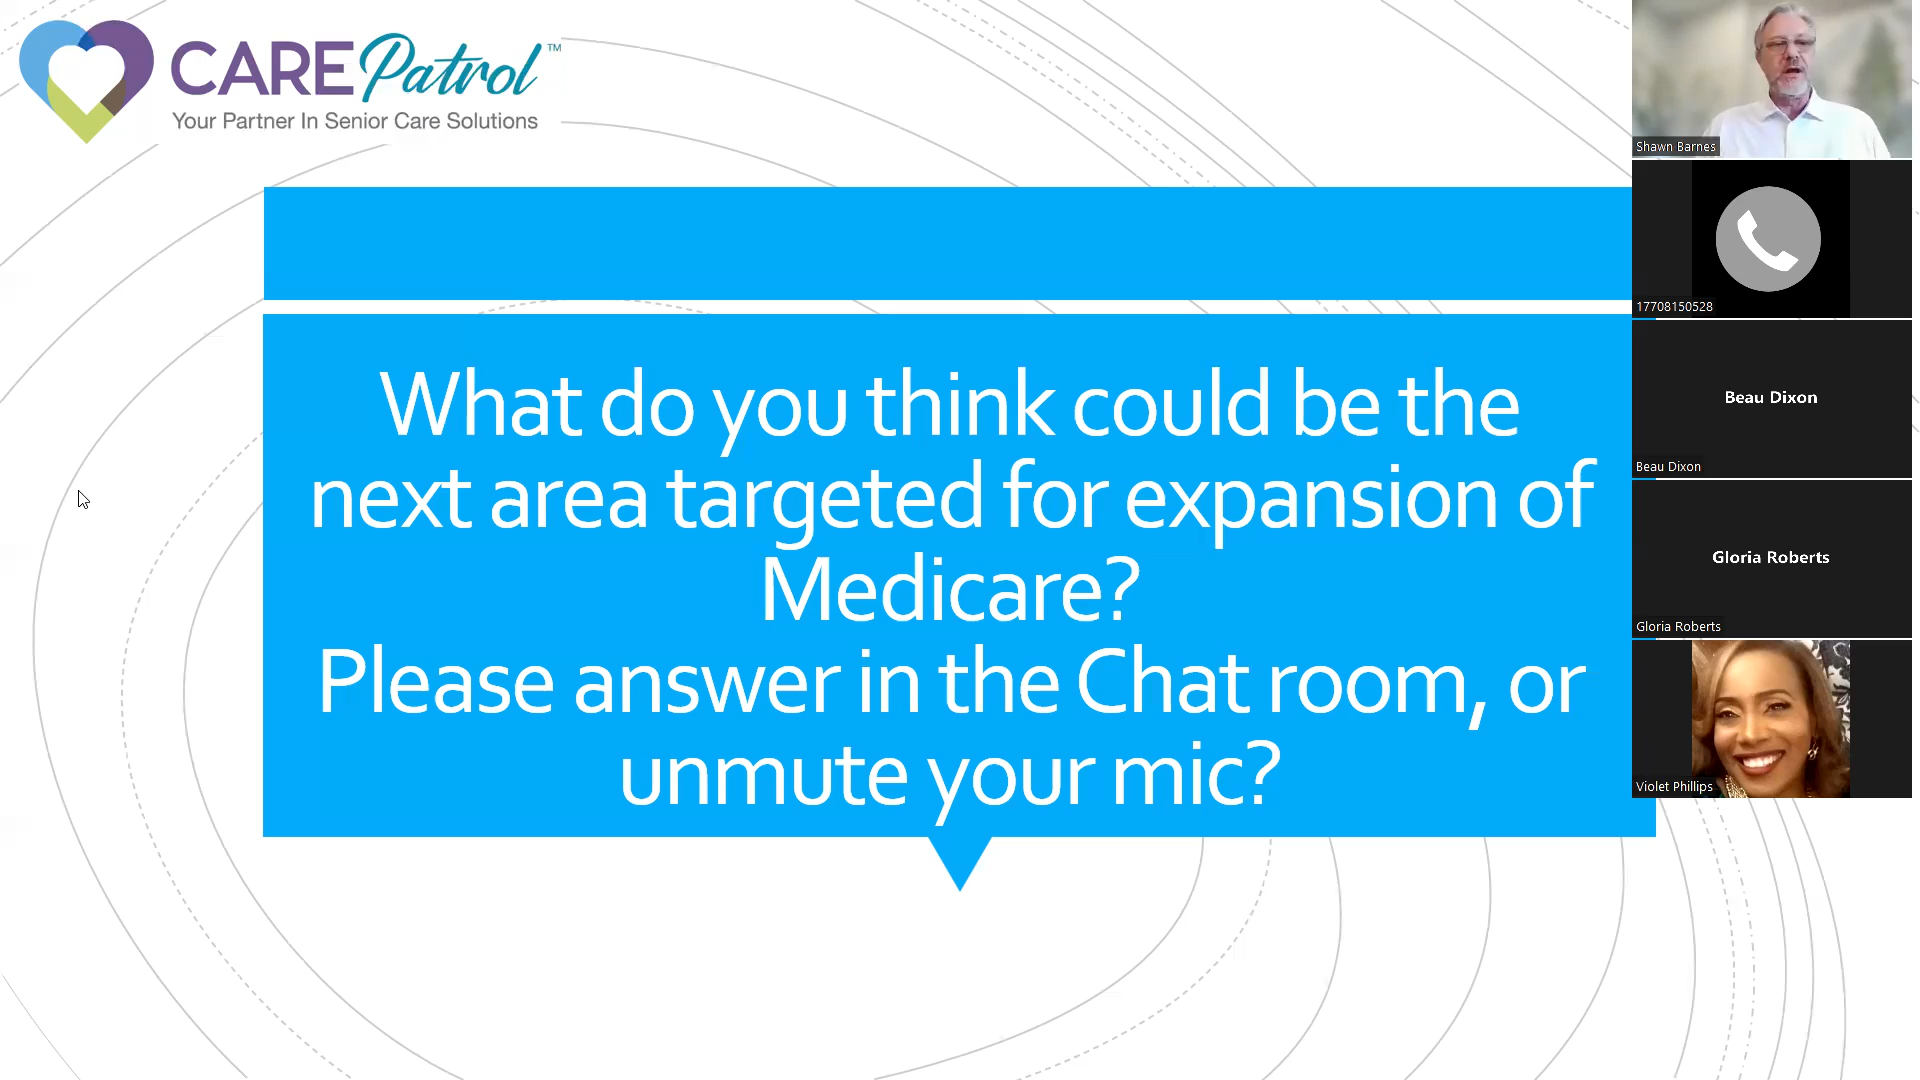 CAREPatrol™
Your Partner In Senior Care Solutions
What do you think could be the
next area targeted for expansion of
Medicare?
Please answer in the Chat room, or
unmute your mic?
Shawn Barnes
17708150528
Beau Dixon
Beau Dixon
Gloria Roberts
Gloria Roberts
Violet Phillips